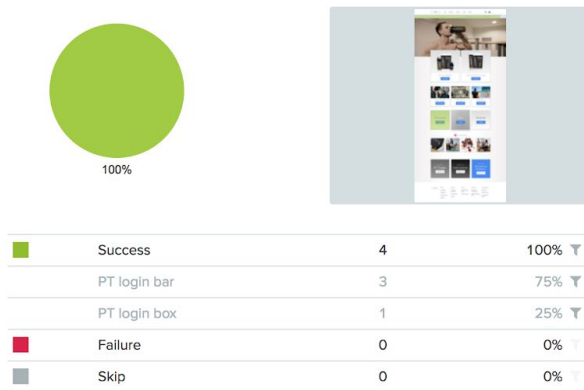 100%
Success 4 100%
PT login bar 3 75%
PT login box 1 25%
Failure 0 0%
Skip 0 0%